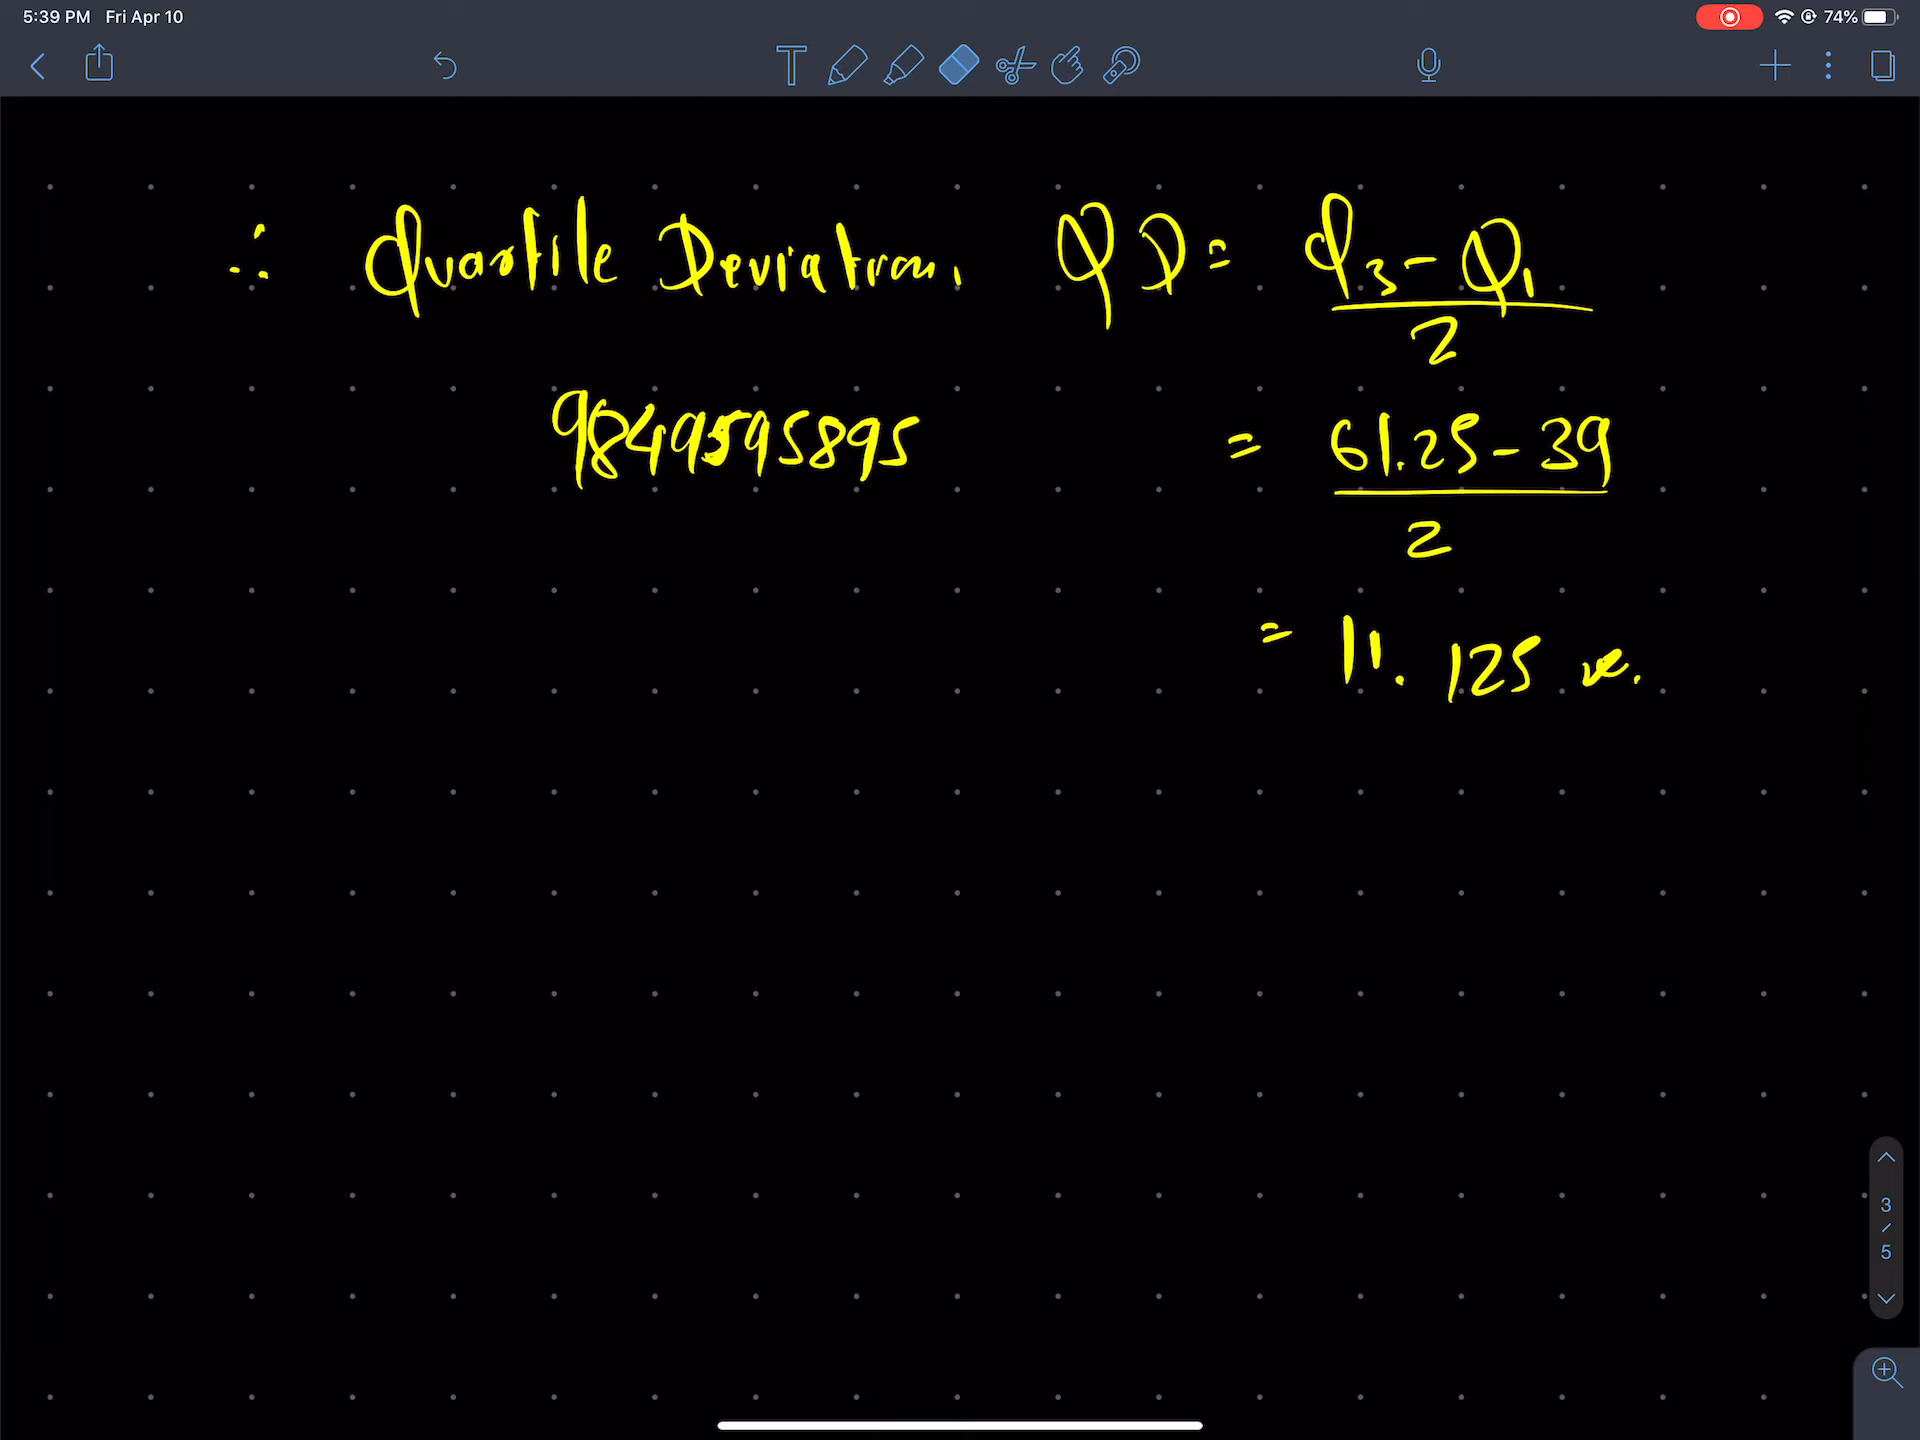 5:39 PM Fri Apr 10
74%
∴ Quartile Deviation, QD = Q3 - Q1
2
9849595895
= 61.25 - 39
2
= 11.125
3
/
5